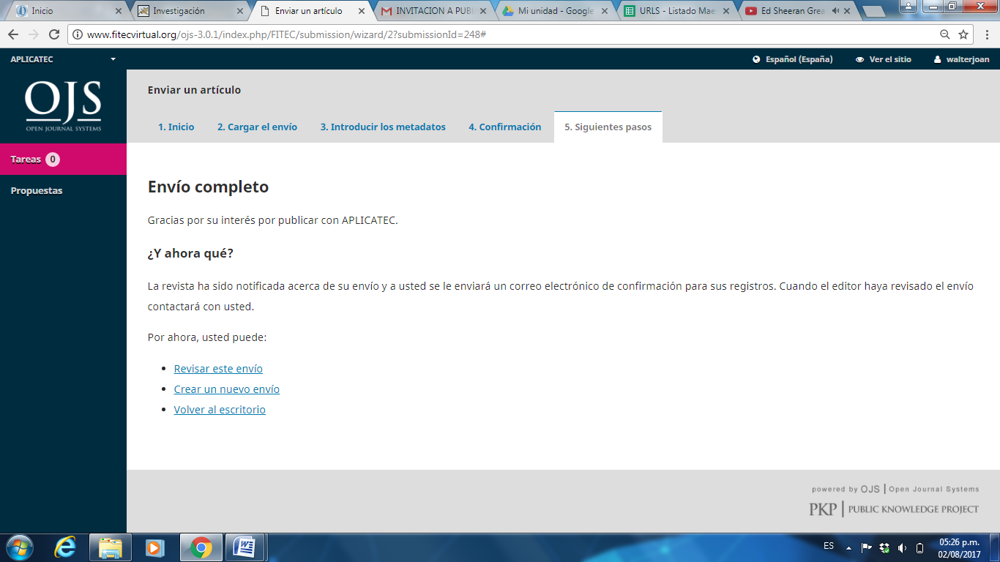 Inicio
Investigación
Enviar un artículo
INVITACION A PUB
Mi unidad - Google
URLS - Listado Mae
Ed Sheeran Grea
www.fitecvirtual.org/ojs-3.0.1/index.php/FITEC/submission/wizard/2?submissionId=248#
APLICATEC
Español (España)
Ver el sitio
walterjoan
OJS
OPEN JOURNAL SYSTEMS
Tareas 0
Propuestas
Enviar un artículo
1. Inicio
2. Cargar el envío
3. Introducir los metadatos
4. Confirmación
5. Siguientes pasos
Envío completo
Gracias por su interés por publicar con APLICATEC.
¿Y ahora qué?
La revista ha sido notificada acerca de su envío y a usted se le enviará un correo electrónico de confirmación para sus registros. Cuando el editor haya revisado el envío
contactará con usted.
Por ahora, usted puede:
Revisar este envío
Crear un nuevo envío
Volver al escritorio
powered by OJS | Open Journal Systems
PKP | PUBLIC KNOWLEDGE PROJECT
ES
05:26 p.m.
02/08/2017